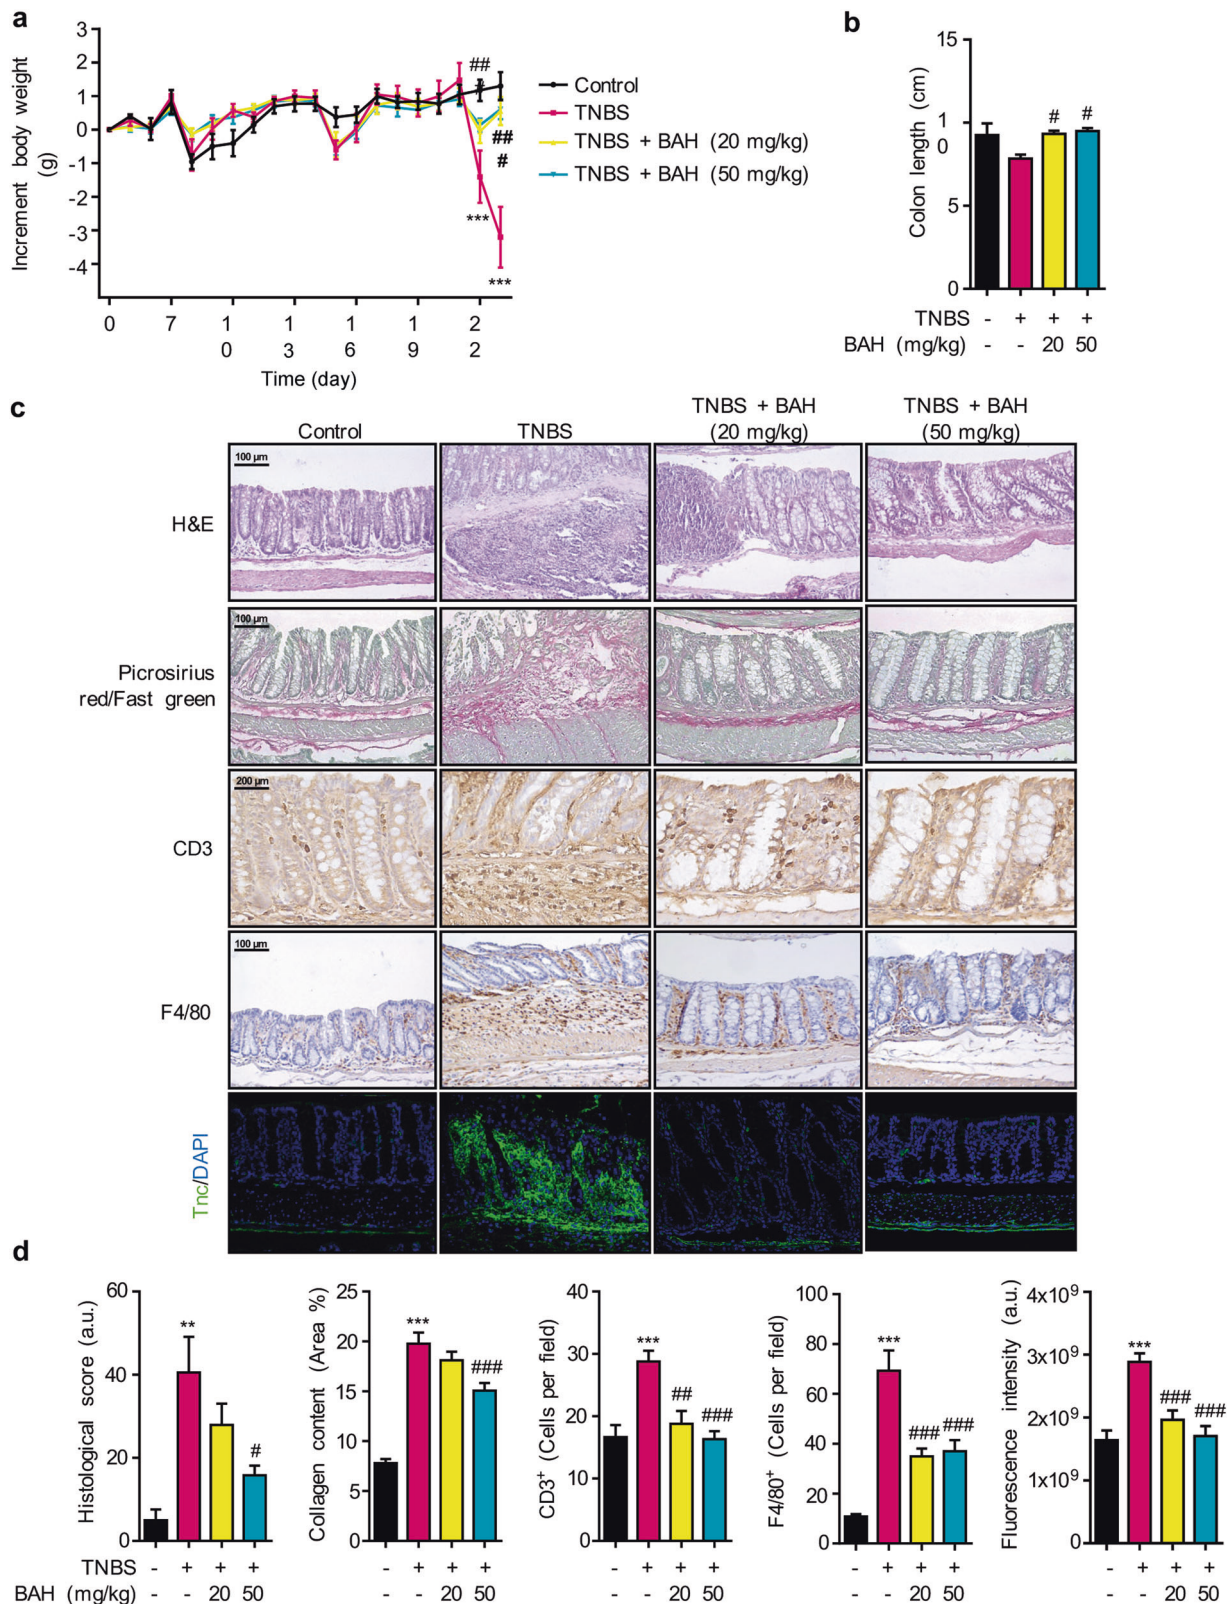 a
Increment body weight
(g)
3
2
1
0
-1
-2
-3
-4
##
#
##
#
***
***
0
7
1
0
1
3
1
6
1
9
2
2
Time (day)
Control
TNBS
TNBS + BAH (20 mg/kg)
TNBS + BAH (50 mg/kg)
b
Colon length (cm)
15
1
0
5
0
#
#
TNBS - + + +
BAH (mg/kg) - - 20 50
c
Control
TNBS
TNBS + BAH
(20 mg/kg)
TNBS + BAH
(50 mg/kg)
H&E
100 µm
Picrosirius
red/Fast green
100 µm
CD3
200 µm
F4/80
100 µm
Tnc/DAPI
d
Histological score (a.u.)
60
40
20
0
**
#
TNBS - + + +
BAH (mg/kg) - - 20 50
Collagen content (Area %)
25
20
15
10
5
0
***
###
- + + +
- - 20 50
CD3+ (Cells per field)
40
30
20
10
0
***
##
###
- + + +
- - 20 50
F4/80+ (Cells per field)
100
80
60
40
20
0
***
###
###
- + + +
- - 20 50
Fluorescence intensity (a.u.)
4x10⁹
3x10⁹
2x10⁹
1x10⁹
0
***
###
###
- + + +
- - 20 50